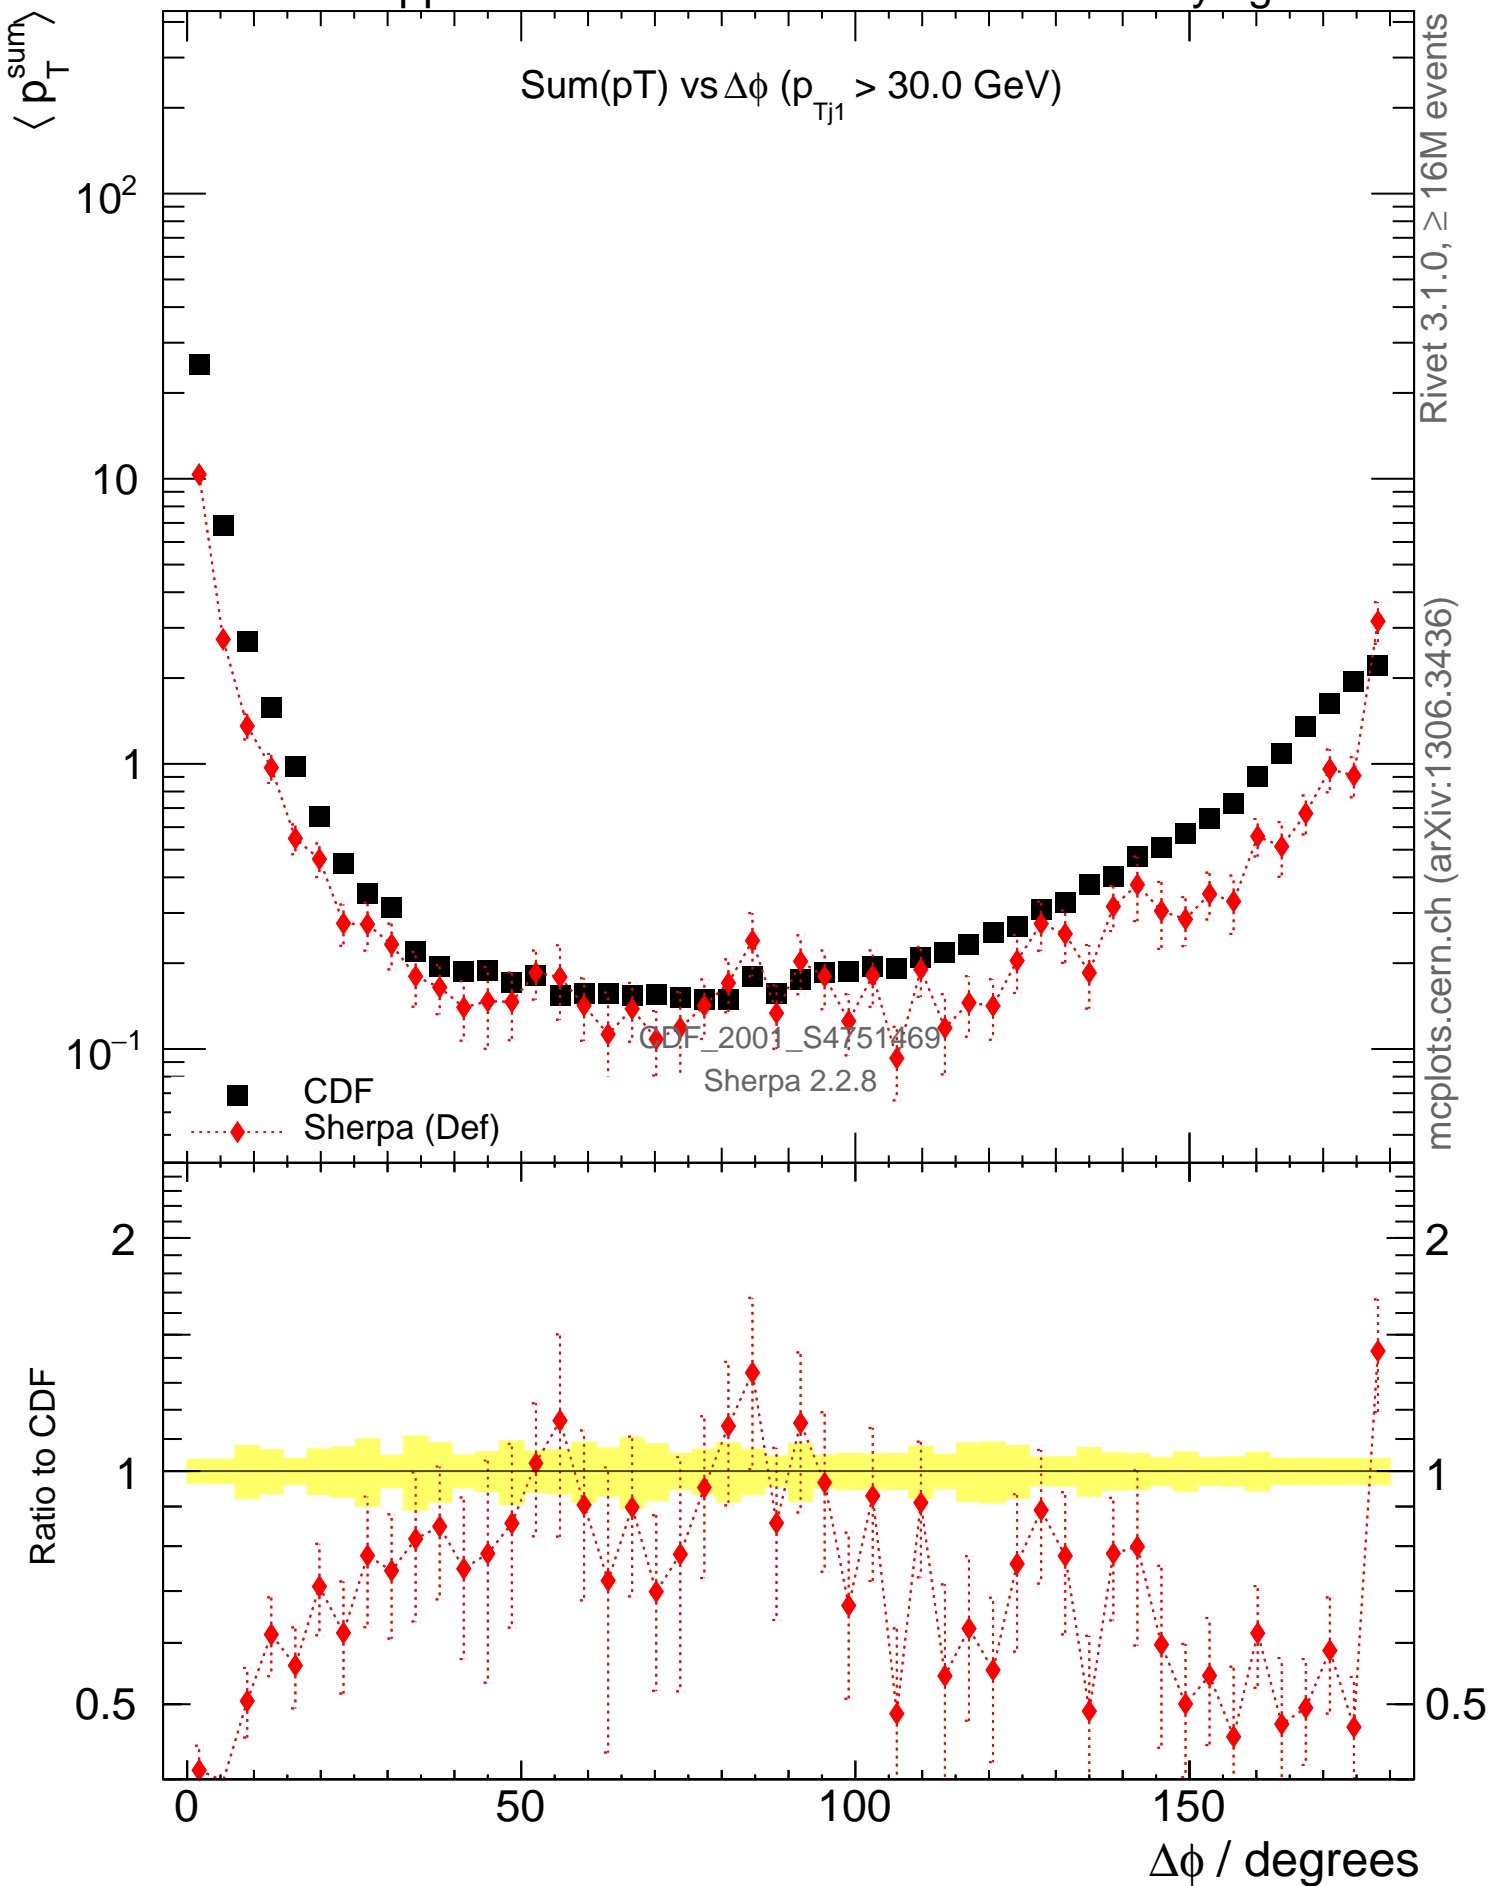 ⟨ p_T^sum ⟩
Sum(pT) vs Δϕ (p_Tj1 > 30.0 GeV)
10²
10
1
10⁻¹
CDF_2001_S4751469
Sherpa 2.2.8
CDF
Sherpa (Def)
Rivet 3.1.0, ≥ 16M events
mcplots.cern.ch (arXiv:1306.3436)
Ratio to CDF
2
1
0.5
2
1
0.5
0 50 100 150
Δϕ / degrees